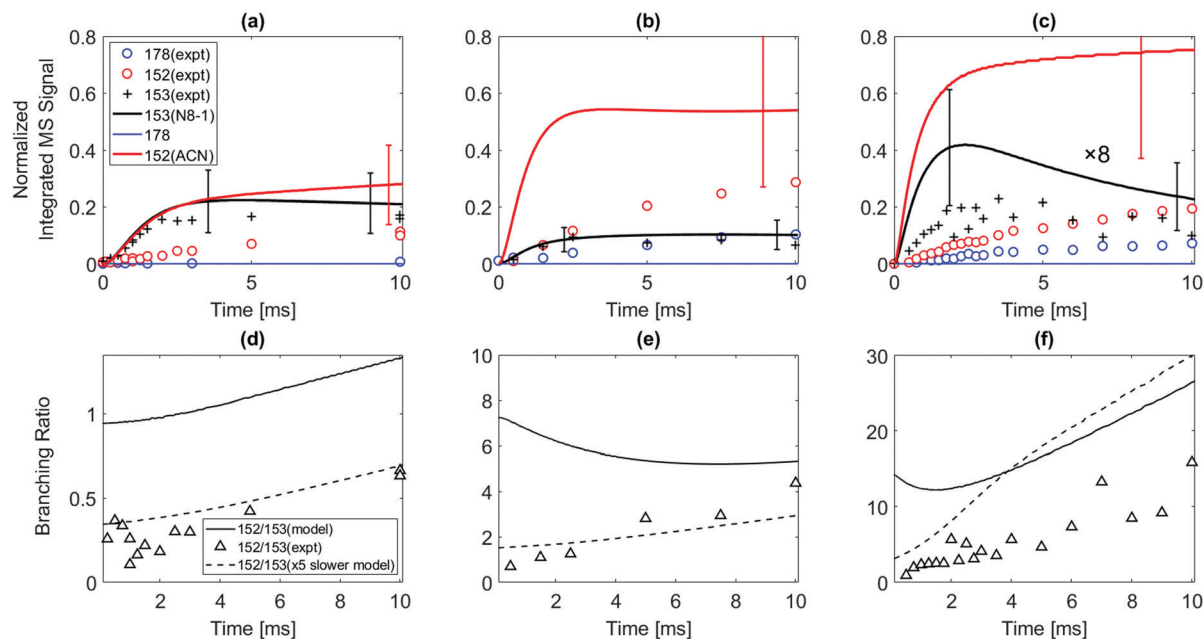 (a)
(b)
(c)
Normalized
Integrated MS Signal
0.8
0.6
0.4
0.2
0
178(expt)
152(expt)
153(expt)
153(N8-1)
178
152(ACN)
0 5 10
Time [ms]
0.8
0.6
0.4
0.2
0
0 5 10
Time [ms]
0.8
0.6
0.4
0.2
0
×8
0 5 10
Time [ms]
(d)
(e)
(f)
Branching Ratio
1
0.5
0
152/153(model)
152/153(expt)
152/153(x5 slower model)
2 4 6 8 10
Time [ms]
10
8
6
4
2
0
2 4 6 8 10
Time [ms]
30
20
10
0
2 4 6 8 10
Time [ms]